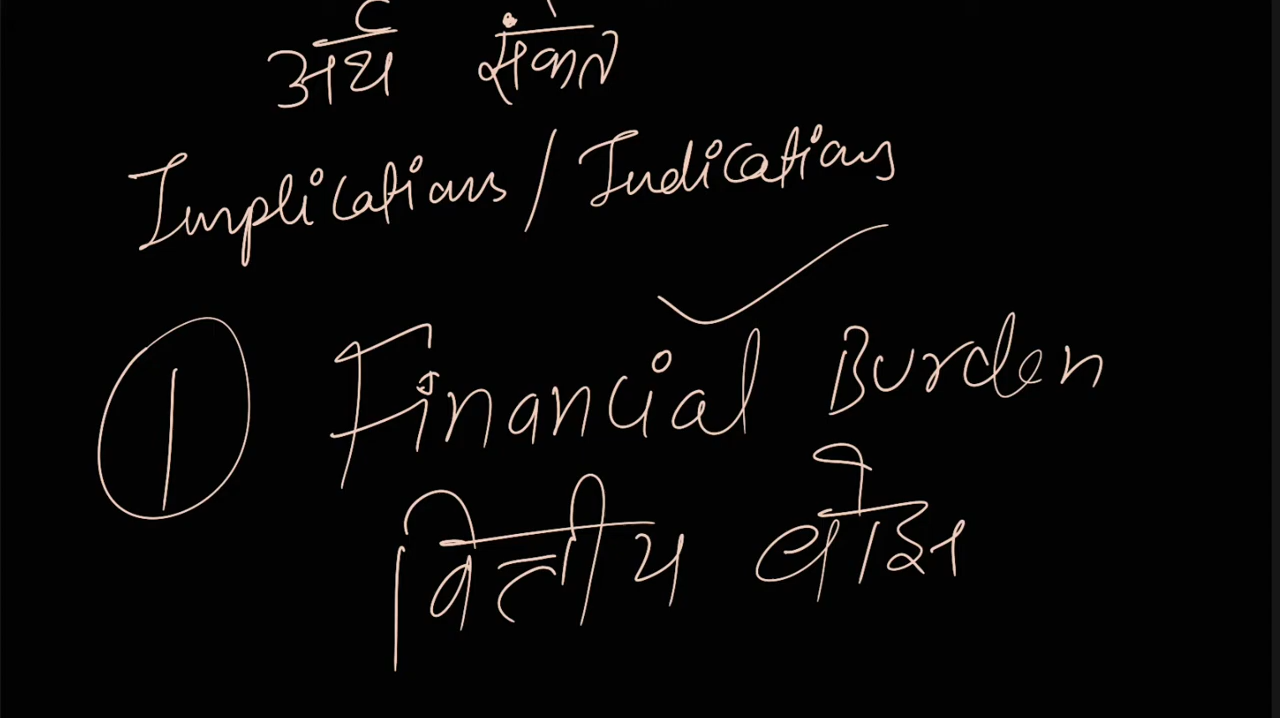 अर्थ संकेत
Implications / Indications
1 Financial Burden
वित्तीय बोझ